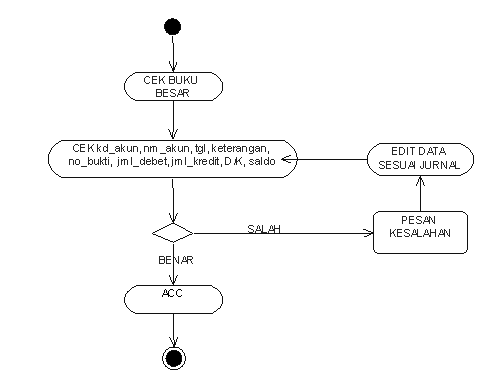 CEK BUKU
BESAR
CEK kd_akun, nm_akun, tgl, keterangan,
no_bukti, jml_debet, jml_kredit, D/K, saldo
EDIT DATA
SESUAI JURNAL
SALAH
PESAN
KESALAHAN
BENAR
ACC